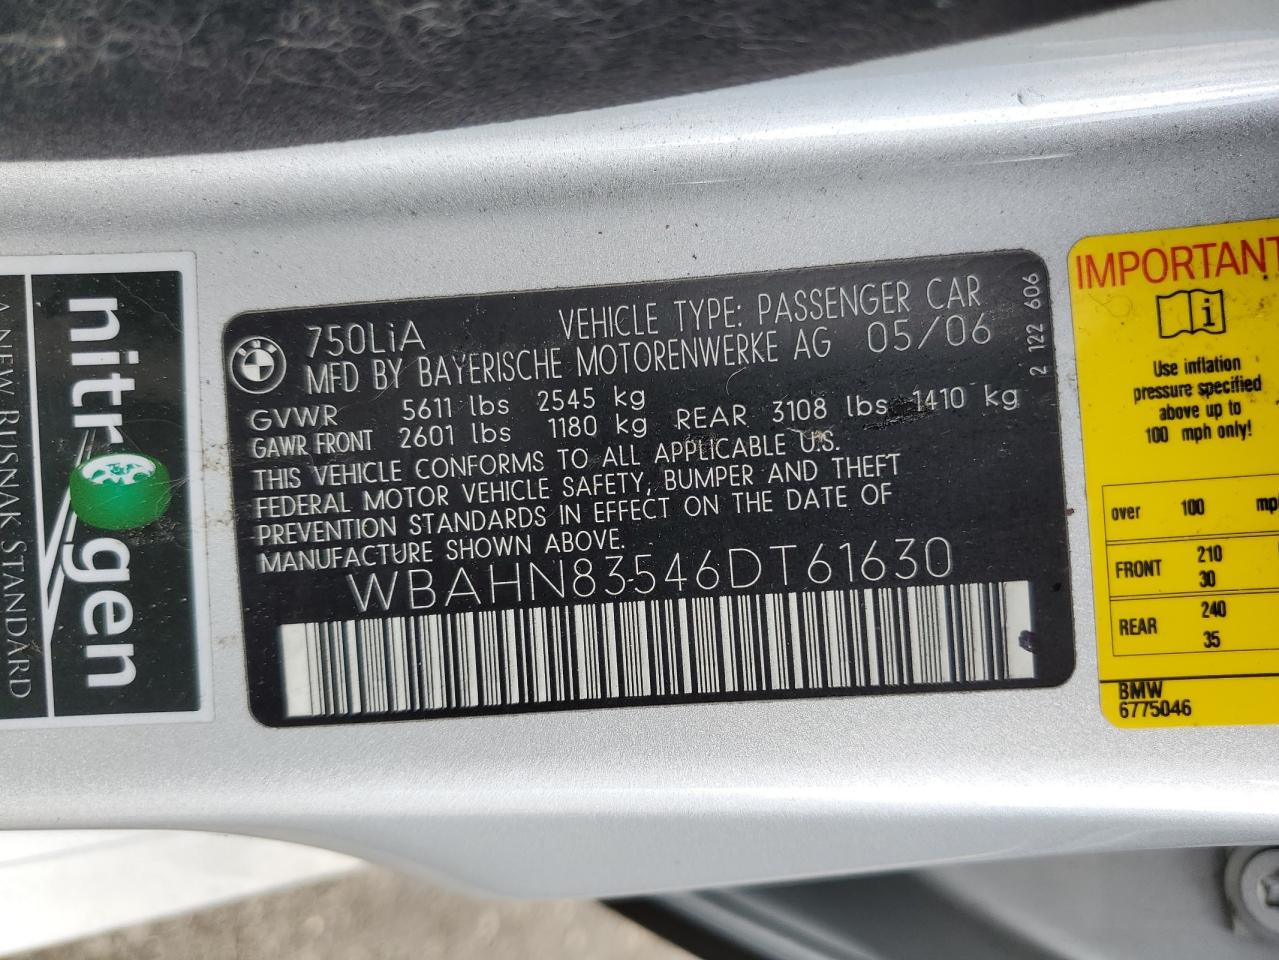 nitrogen
A NEW BUSNAK STANDARD
750LiA
VEHICLE TYPE: PASSENGER CAR
MFD BY BAYERISCHE MOTORENWERKE AG 05/06
GVWR 5611 lbs 2545 kg
GAWR FRONT 2601 lbs 1180 kg REAR 3108 lbs 1410 kg
THIS VEHICLE CONFORMS TO ALL APPLICABLE U.S.
FEDERAL MOTOR VEHICLE SAFETY, BUMPER AND THEFT
PREVENTION STANDARDS IN EFFECT ON THE DATE OF
MANUFACTURE SHOWN ABOVE.
WBAHN83546DT61630
2 122 606
IMPORTANT
Use inflation
pressure specified
above up to
100 mph only!
over 100 mp
FRONT 210
30
REAR 240
35
BMW
6775046